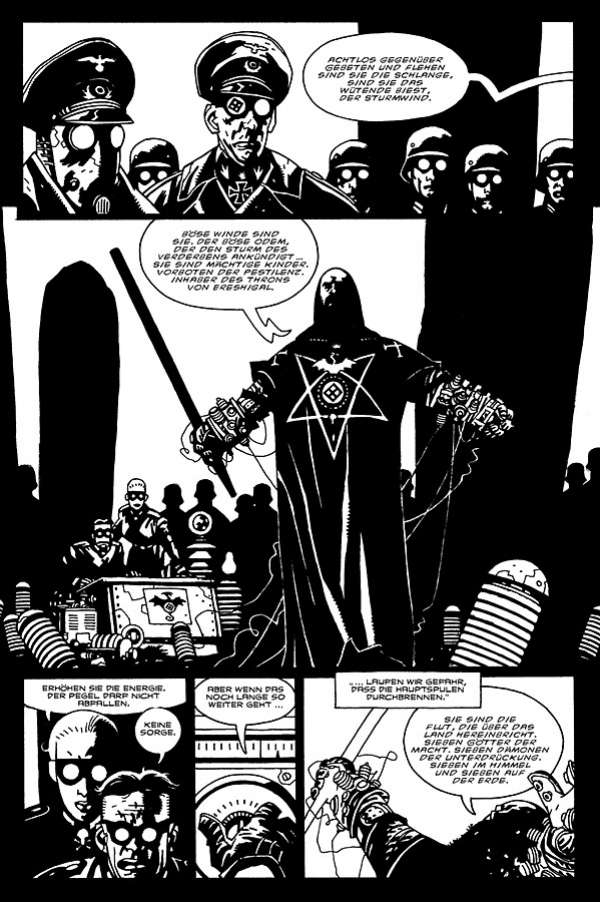 ACHTLOS GEGENÜBER
GEBETEN UND FLEHEN
SIND SIE DIE SCHLANGE,
SIND SIE DAS
WÜTENDE BIEST,
DER STURMWIND.
BÖSE WINDE SIND
SIE. DER BÖSE ODEM,
DER DEN STURM DES
VERDERBENS ANKÜNDIGT...
SIE SIND MÄCHTIGE KINDER.
VORBOTEN DER PESTILENZ.
INHABER DES THRONS
VON ERESHIGAL.
ERHÖHEN SIE DIE ENERGIE.
DER PEGEL DARF NICHT
ABFALLEN.
KEINE
SORGE.
ABER WENN DAS
NOCH LANGE SO
WEITER GEHT ...
"... LAUFEN WIR GEFAHR,
DASS DIE HAUPTSPULEN
DURCHBRENNEN."
SIE SIND DIE
FLUT, DIE ÜBER DAS
LAND HEREINBRICHT.
SIEBEN GÖTTER DER
MACHT. SIEBEN DÄMONEN
DER UNTERDRÜCKUNG.
SIEBEN IM HIMMEL
UND SIEBEN AUF
DER ERDE.